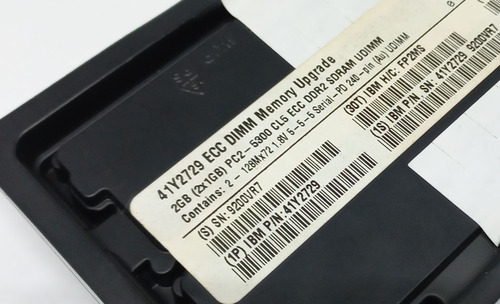 41Y2729 ECC DIMM Memory Upgrade
2GB (2x1GB) PC2-5300 CL5 ECC DDR2 SDRAM UDIMM
Contains: 2 - 128Mx72 1.8V 5-5-5 Serial-PD 240-pin (Au) UDIMM
(S) SN: 9200VR7
(30T) IBM H/C: FP2MS
(1P) IBM P/N-41Y2729
(1S) IBM P/N, SN: 41Y2729 9200VR7